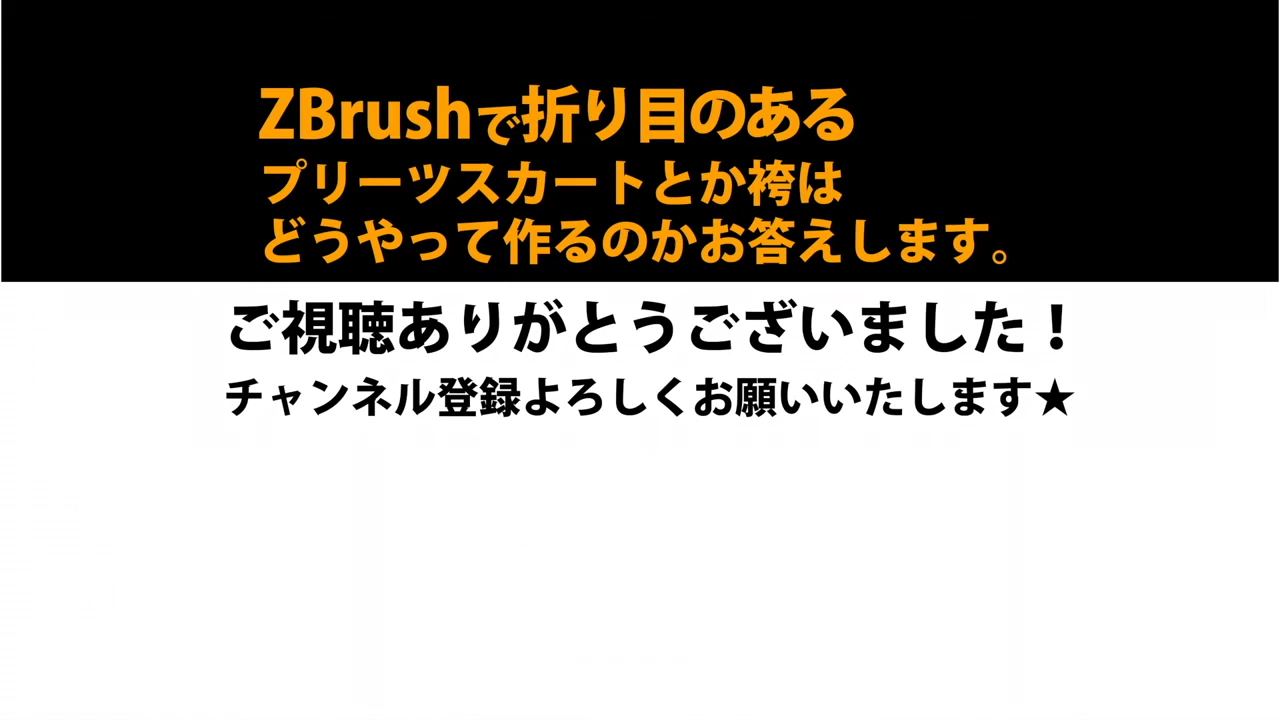 ZBrushで折り目のある
プリーツスカートとか袴は
どうやって作るのかお答えします。
ご視聴ありがとうございました！
チャンネル登録よろしくお願いいたします★